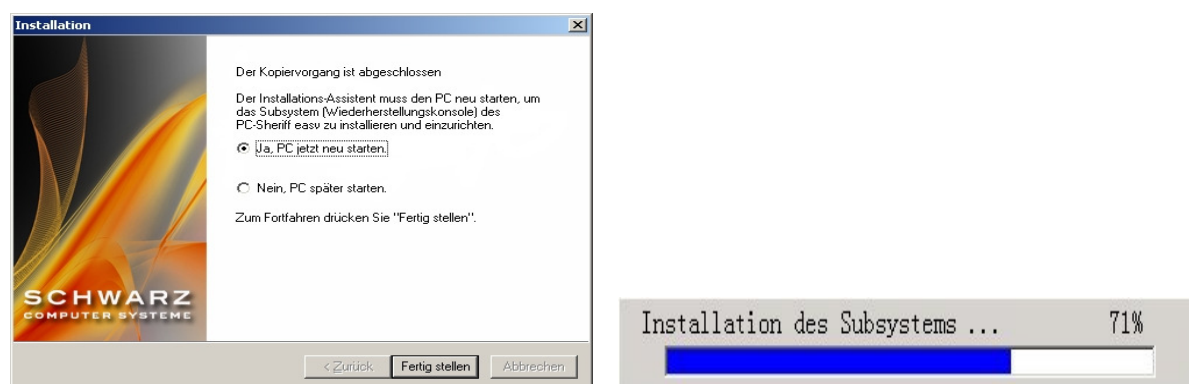 Installation
Der Kopiervorgang ist abgeschlossen
Der Installations-Assistent muss den PC neu starten, um
das Subsystem (Wiederherstellungskonsole) des
PC-Sheriff easy zu installieren und einzurichten.
Ja, PC jetzt neu starten.
Nein, PC später starten.
Zum Fortfahren drücken Sie "Fertig stellen".
SCHWARZ
COMPUTER SYSTEME
< Zurück
Fertig stellen
Abbrechen
Installation des Subsystems ... 71%